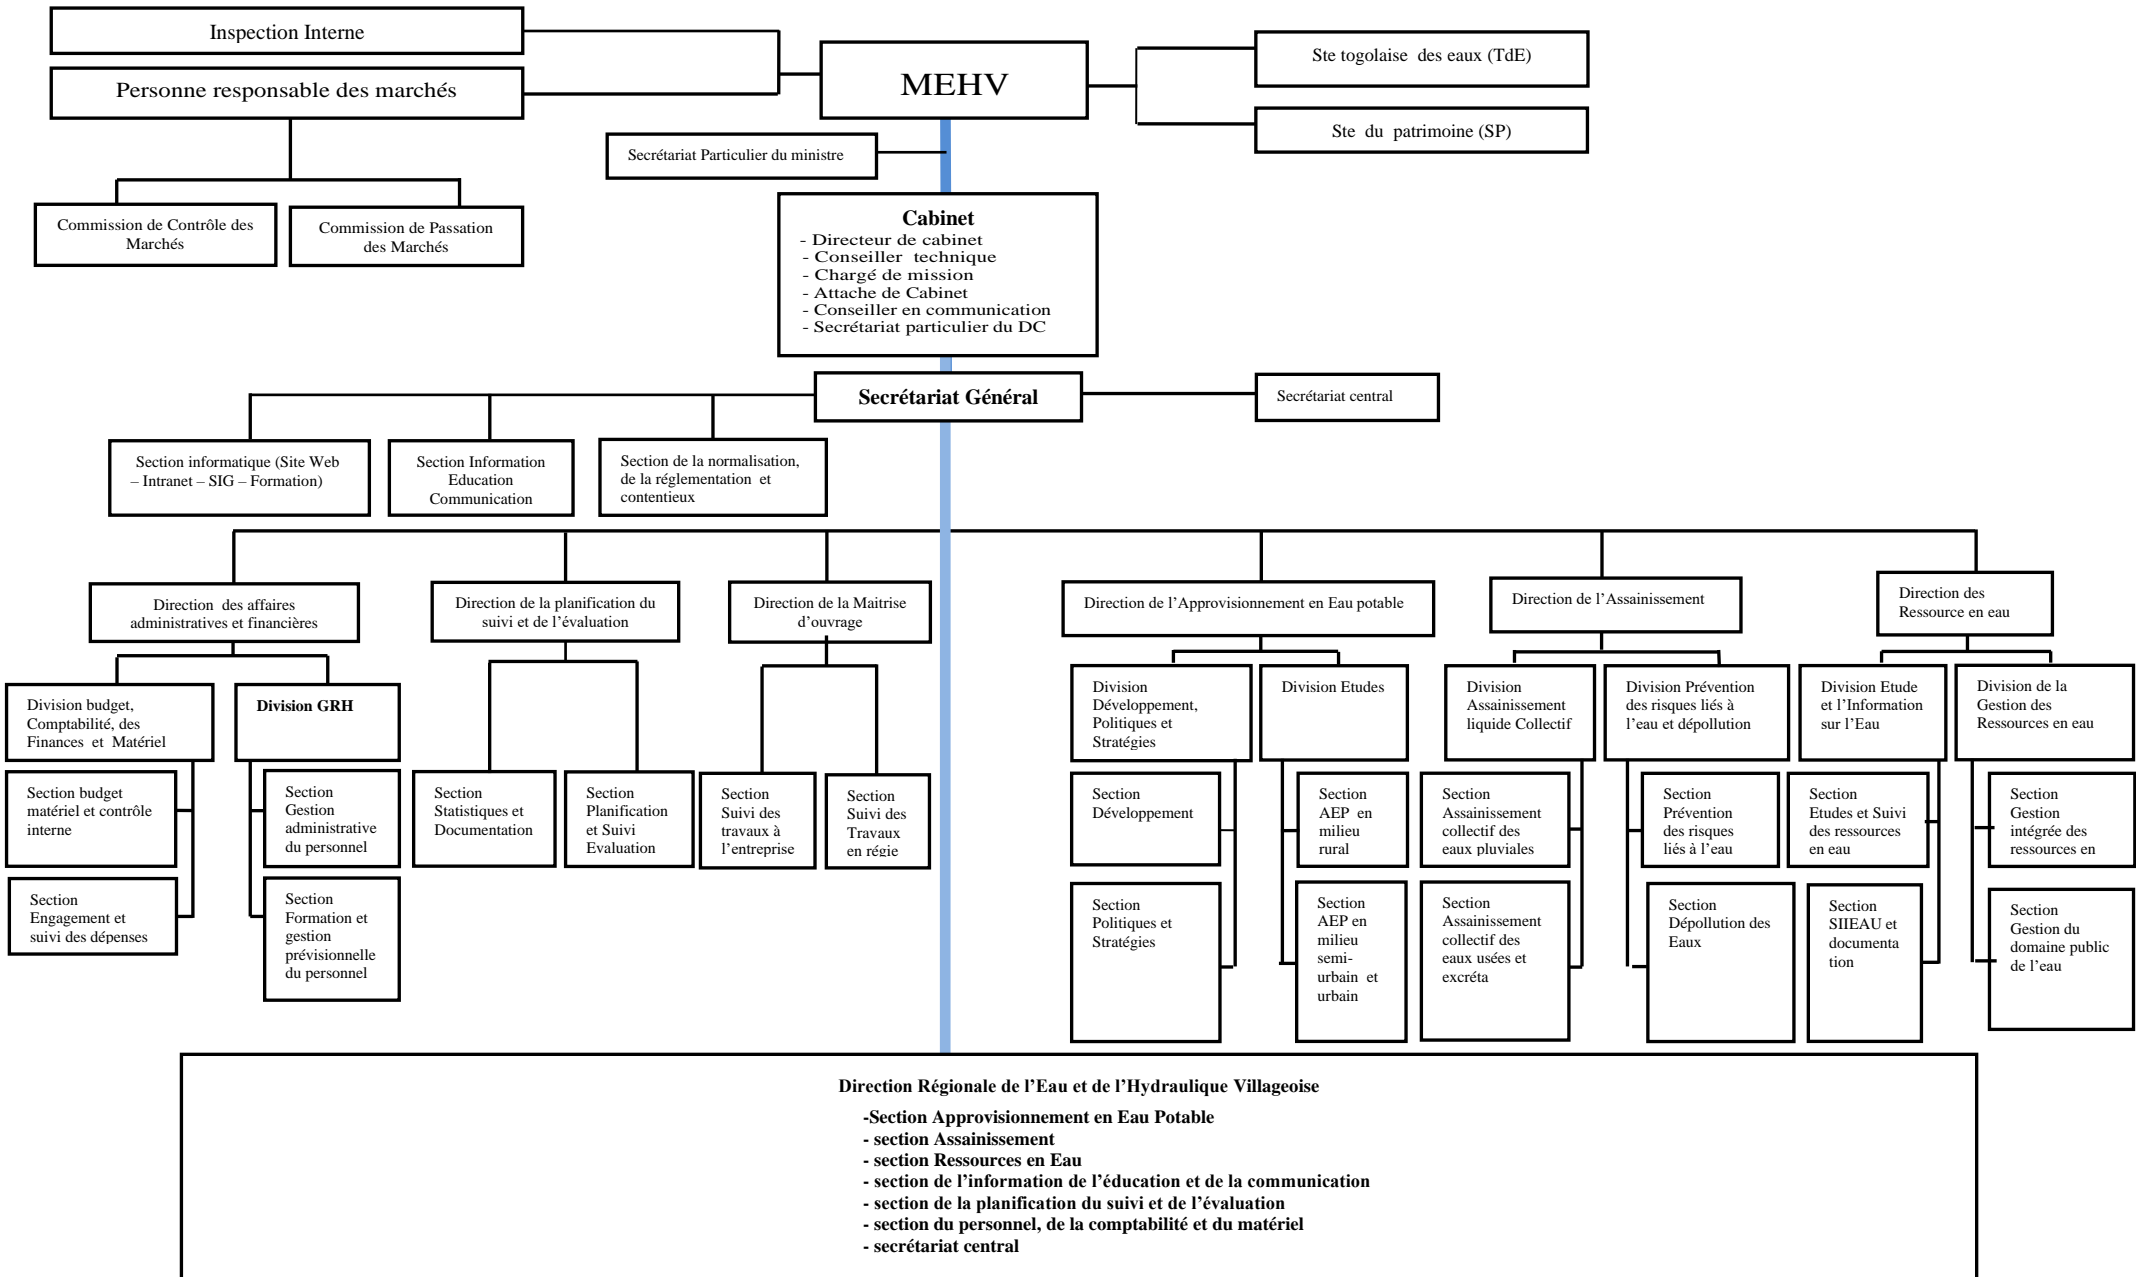 Inspection Interne
Personne responsable des marchés
MEHV
Ste togolaise des eaux (TdE)
Ste du patrimoine (SP)
Secrétariat Particulier du ministre
Commission de Contrôle des
Marchés
Commission de Passation
des Marchés
Cabinet
- Directeur de cabinet
- Conseiller technique
- Chargé de mission
- Attache de Cabinet
- Conseiller en communication
- Secrétariat particulier du DC
Secrétariat Général
Secrétariat central
Section informatique (Site Web
– Intranet – SIG – Formation)
Section Information
Education
Communication
Section de la normalisation,
de la réglementation et
contentieux
Direction des affaires
administratives et financières
Direction de la planification du
suivi et de l’évaluation
Direction de la Maitrise
d’ouvrage
Direction de l’Approvisionnement en Eau potable
Direction de l’Assainissement
Direction des
Ressource en eau
Division budget,
Comptabilité, des
Finances et Matériel
Division GRH
Division
Développement,
Politiques et
Stratégies
Division Etudes
Division
Assainissement
liquide Collectif
Division Prévention
des risques liés à
l’eau et dépollution
Division Etude
et l’Information
sur l’Eau
Division de la
Gestion des
Ressources en eau
Section budget
matériel et contrôle
interne
Section
Gestion
administrative
du personnel
Section
Statistiques et
Documentation
Section
Planification
et Suivi
Evaluation
Section
Suivi des
travaux à
l’entreprise
Section
Suivi des
Travaux
en régie
Section
Développement
Section
AEP en
milieu
rural
Section
Assainissement
collectif des
eaux pluviales
Section
Prévention
des risques
liés à l’eau
Section
Etudes et Suivi
des ressources
en eau
Section
Gestion
intégrée des
ressources en
Section
Engagement et
suivi des dépenses
Section
Formation et
gestion
prévisionnelle
du personnel
Section
Politiques et
Stratégies
Section
AEP en
milieu
semi-
urbain et
urbain
Section
Assainissement
collectif des
eaux usées et
excréta
Section
Dépollution des
Eaux
Section
SIIEAU et
documenta
tion
Section
Gestion du
domaine public
de l’eau
Direction Régionale de l’Eau et de l’Hydraulique Villageoise
-Section Approvisionnement en Eau Potable
- section Assainissement
- section Ressources en Eau
- section de l’information de l’éducation et de la communication
- section de la planification du suivi et de l’évaluation
- section du personnel, de la comptabilité et du matériel
- secrétariat central